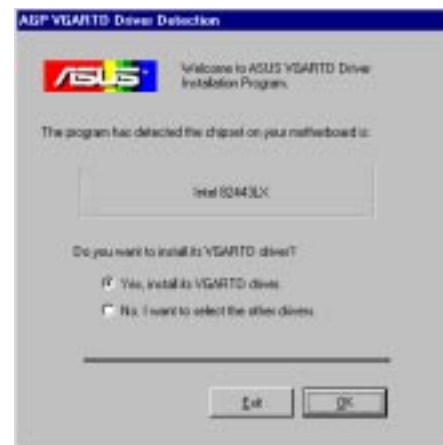 AGP VGARTD Driver Detection
ASUS
Welcome to ASUS VGARTD Driver
Installation Program.
The program has detected the chipset on your motherboard is:
Intel 82443LX
Do you want to install its VGARTD driver?
Yes, install its VGARTD driver.
No, I want to select the other drivers.
Exit
OK